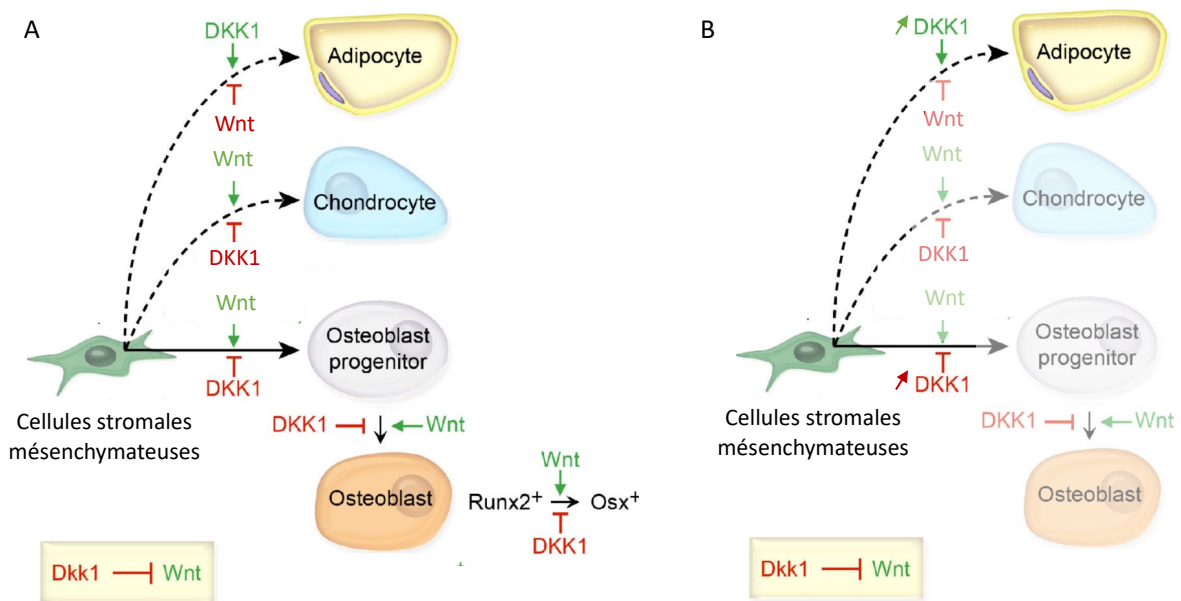 A
DKK1
Adipocyte
Wnt
Wnt
Chondrocyte
DKK1
Wnt
Osteoblast
progenitor
DKK1
Cellules stromales
mésenchymateuses
DKK1
Wnt
Wnt
Osteoblast
Runx2⁺
Osx⁺
DKK1
Dkk1
Wnt
B
DKK1
Adipocyte
Wnt
Wnt
Chondrocyte
DKK1
Wnt
Osteoblast
progenitor
DKK1
Cellules stromales
mésenchymateuses
DKK1
Wnt
Osteoblast
Dkk1
Wnt